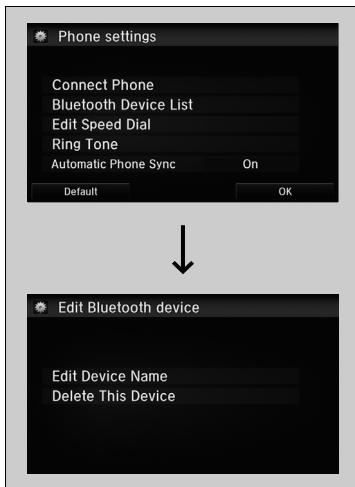 Phone settings
Connect Phone
Bluetooth Device List
Edit Speed Dial
Ring Tone
Automatic Phone Sync On
Default OK
Edit Bluetooth device
Edit Device Name
Delete This Device